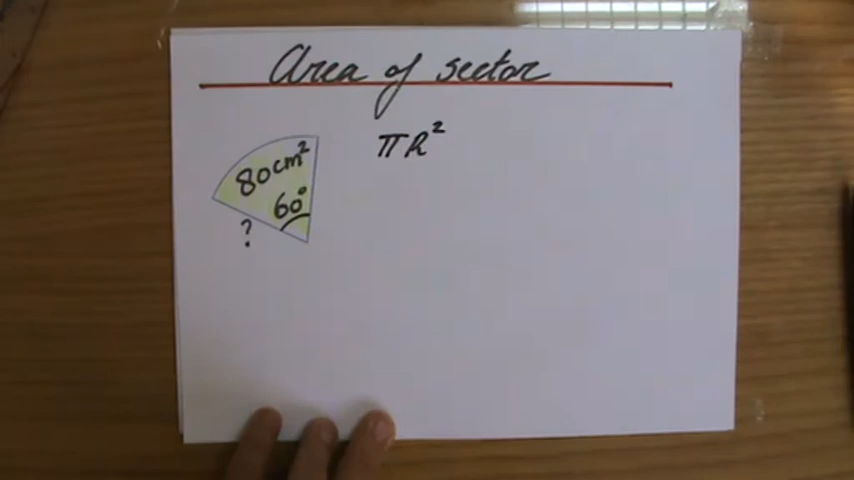 Area of sector
πR²
80cm²
60°
?